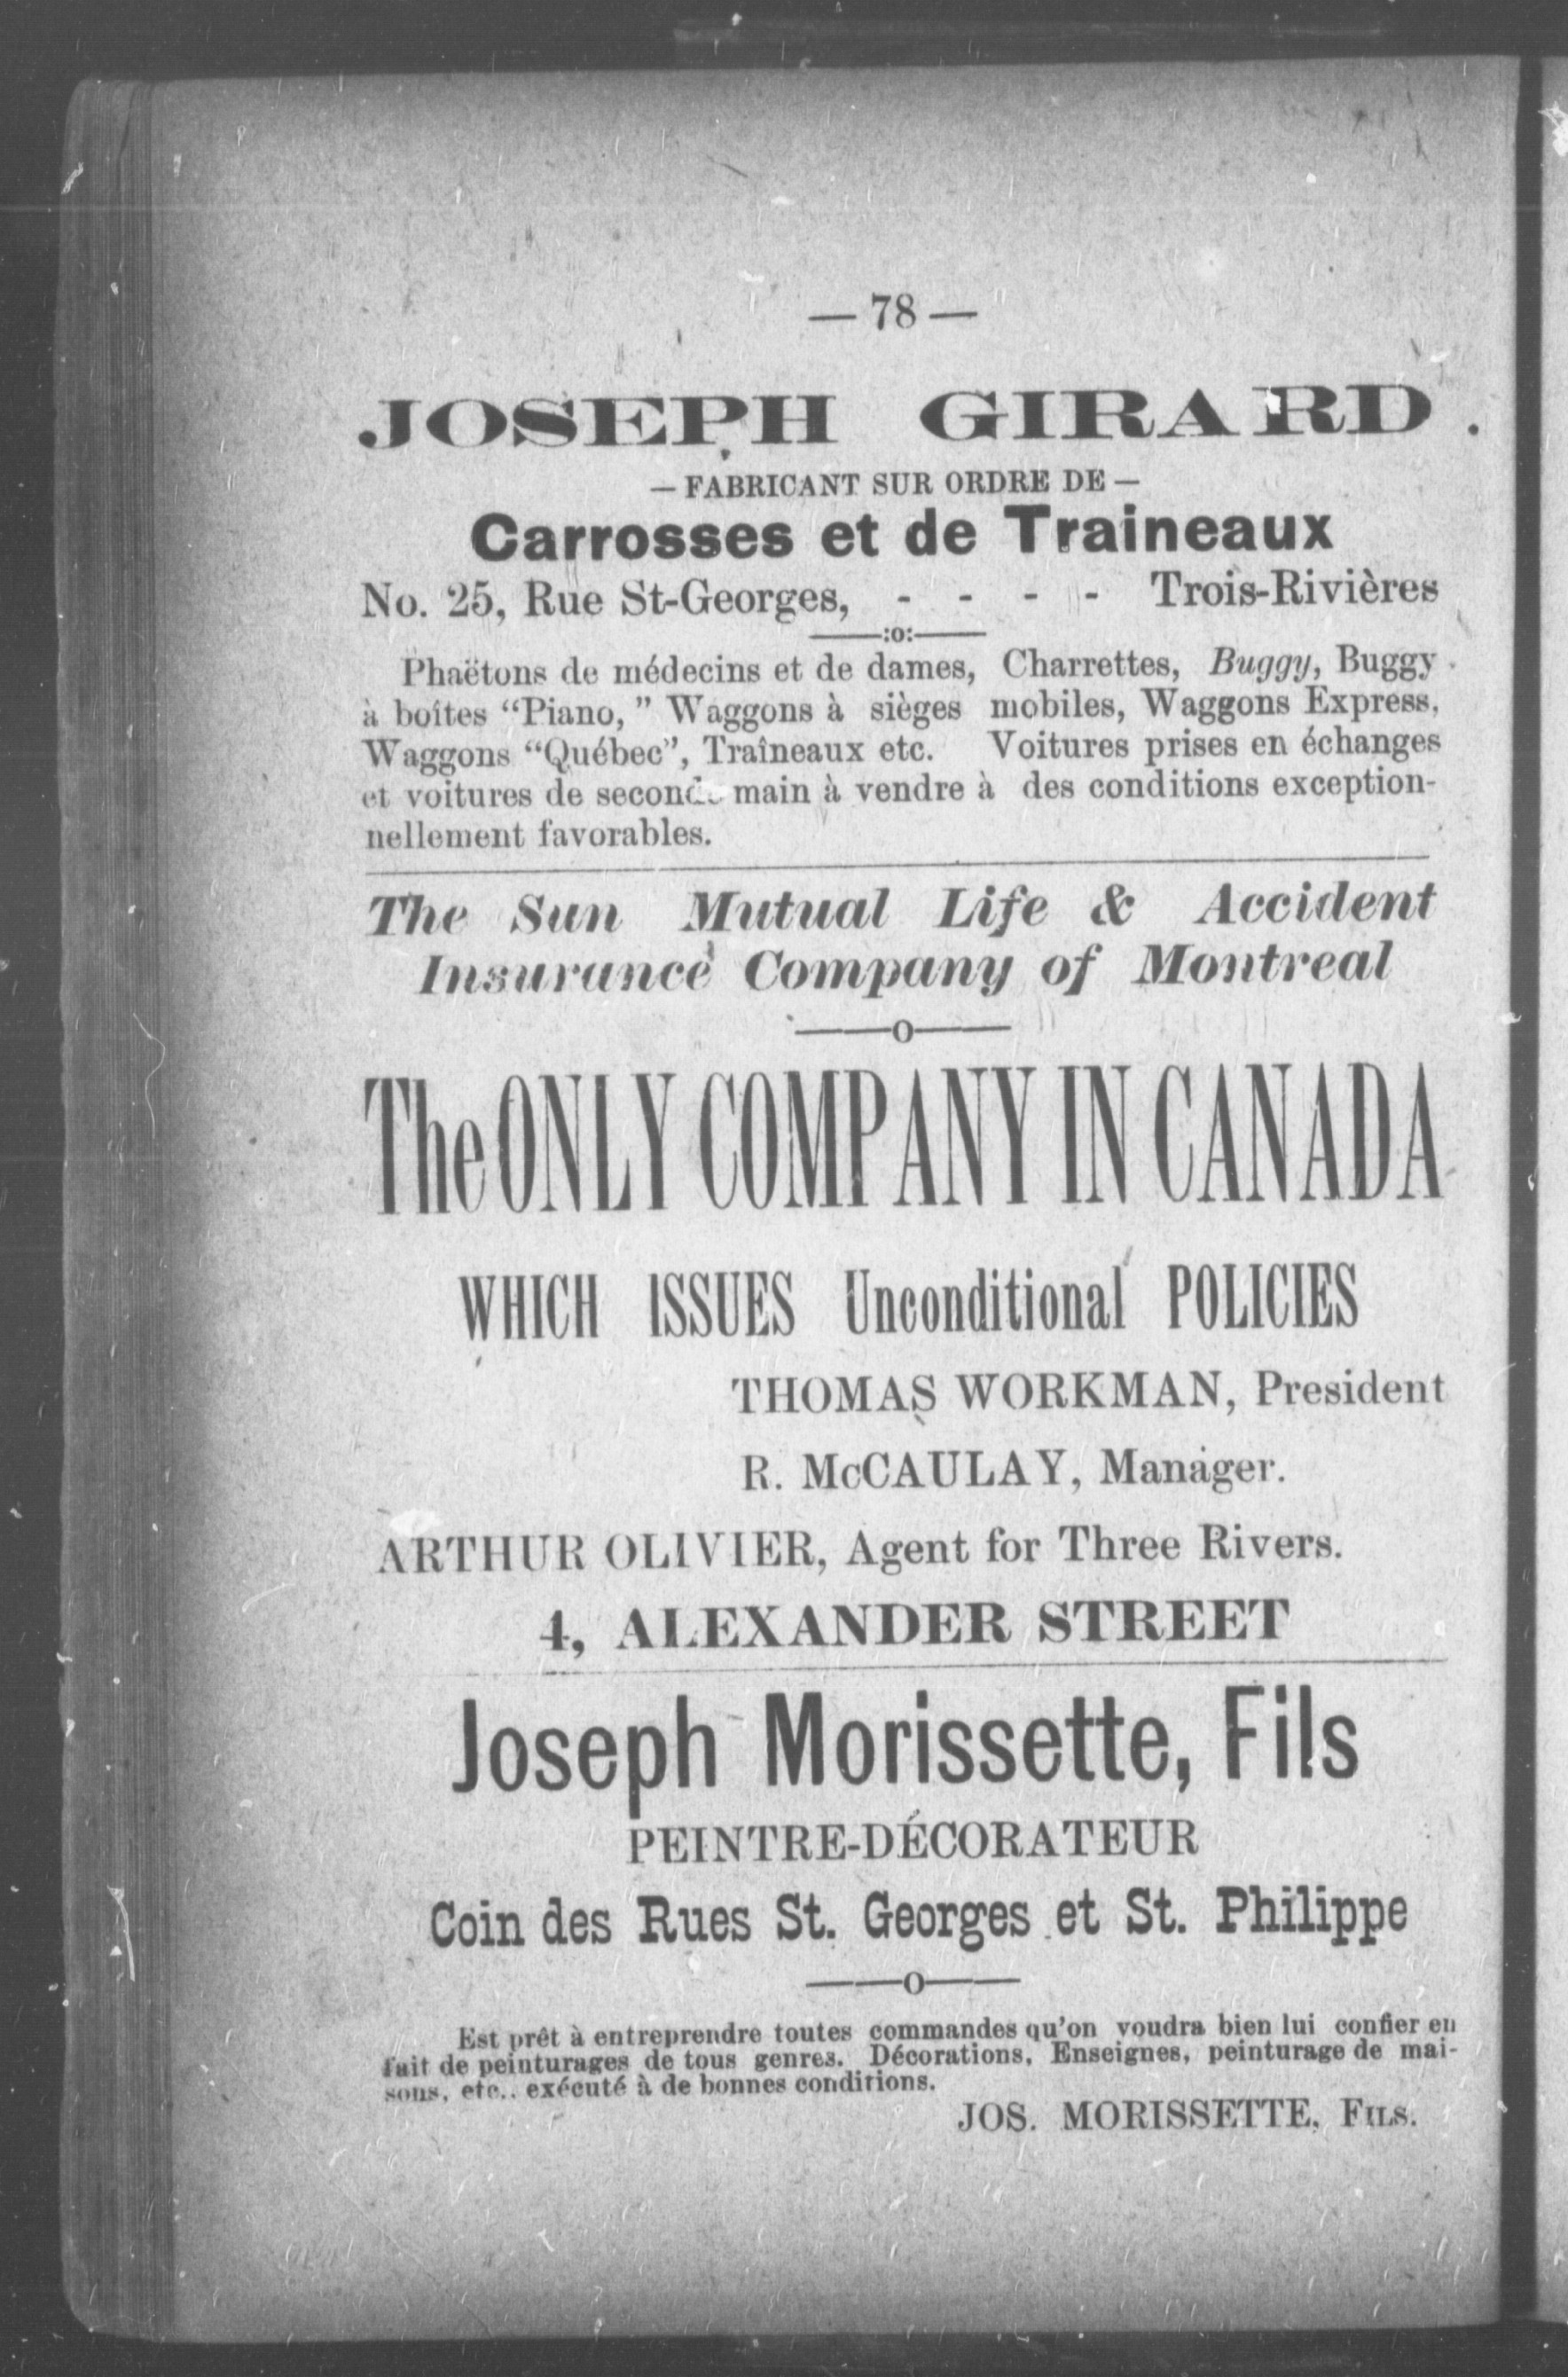 — 78 —
JOSEPH GIRARD.
— FABRICANT SUR ORDRE DE —
Carrosses et de Traineaux
No. 25, Rue St-Georges, - - - - Trois-Rivières
:o:
Phaëtons de médecins et de dames, Charrettes, Buggy, Buggy
à boîtes “Piano,” Waggons à sièges mobiles, Waggons Express,
Waggons “Québec”, Traîneaux etc. Voitures prises en échanges
et voitures de seconde main à vendre à des conditions exception-
nellement favorables.
The Sun Mutual Life & Accident
Insurance Company of Montreal
——o——
The ONLY COMPANY IN CANADA
WHICH ISSUES Unconditional POLICIES
THOMAS WORKMAN, President
R. McCAULAY, Manager.
ARTHUR OLIVIER, Agent for Three Rivers.
4, ALEXANDER STREET
Joseph Morissette, Fils
PEINTRE-DÉCORATEUR
Coin des Rues St. Georges et St. Philippe
——o——
Est prêt à entreprendre toutes commandes qu'on voudra bien lui confier en
fait de peinturages de tous genres. Décorations, Enseignes, peinturage de mai-
sons, etc., exécuté à de bonnes conditions.
JOS. MORISSETTE, FILS.